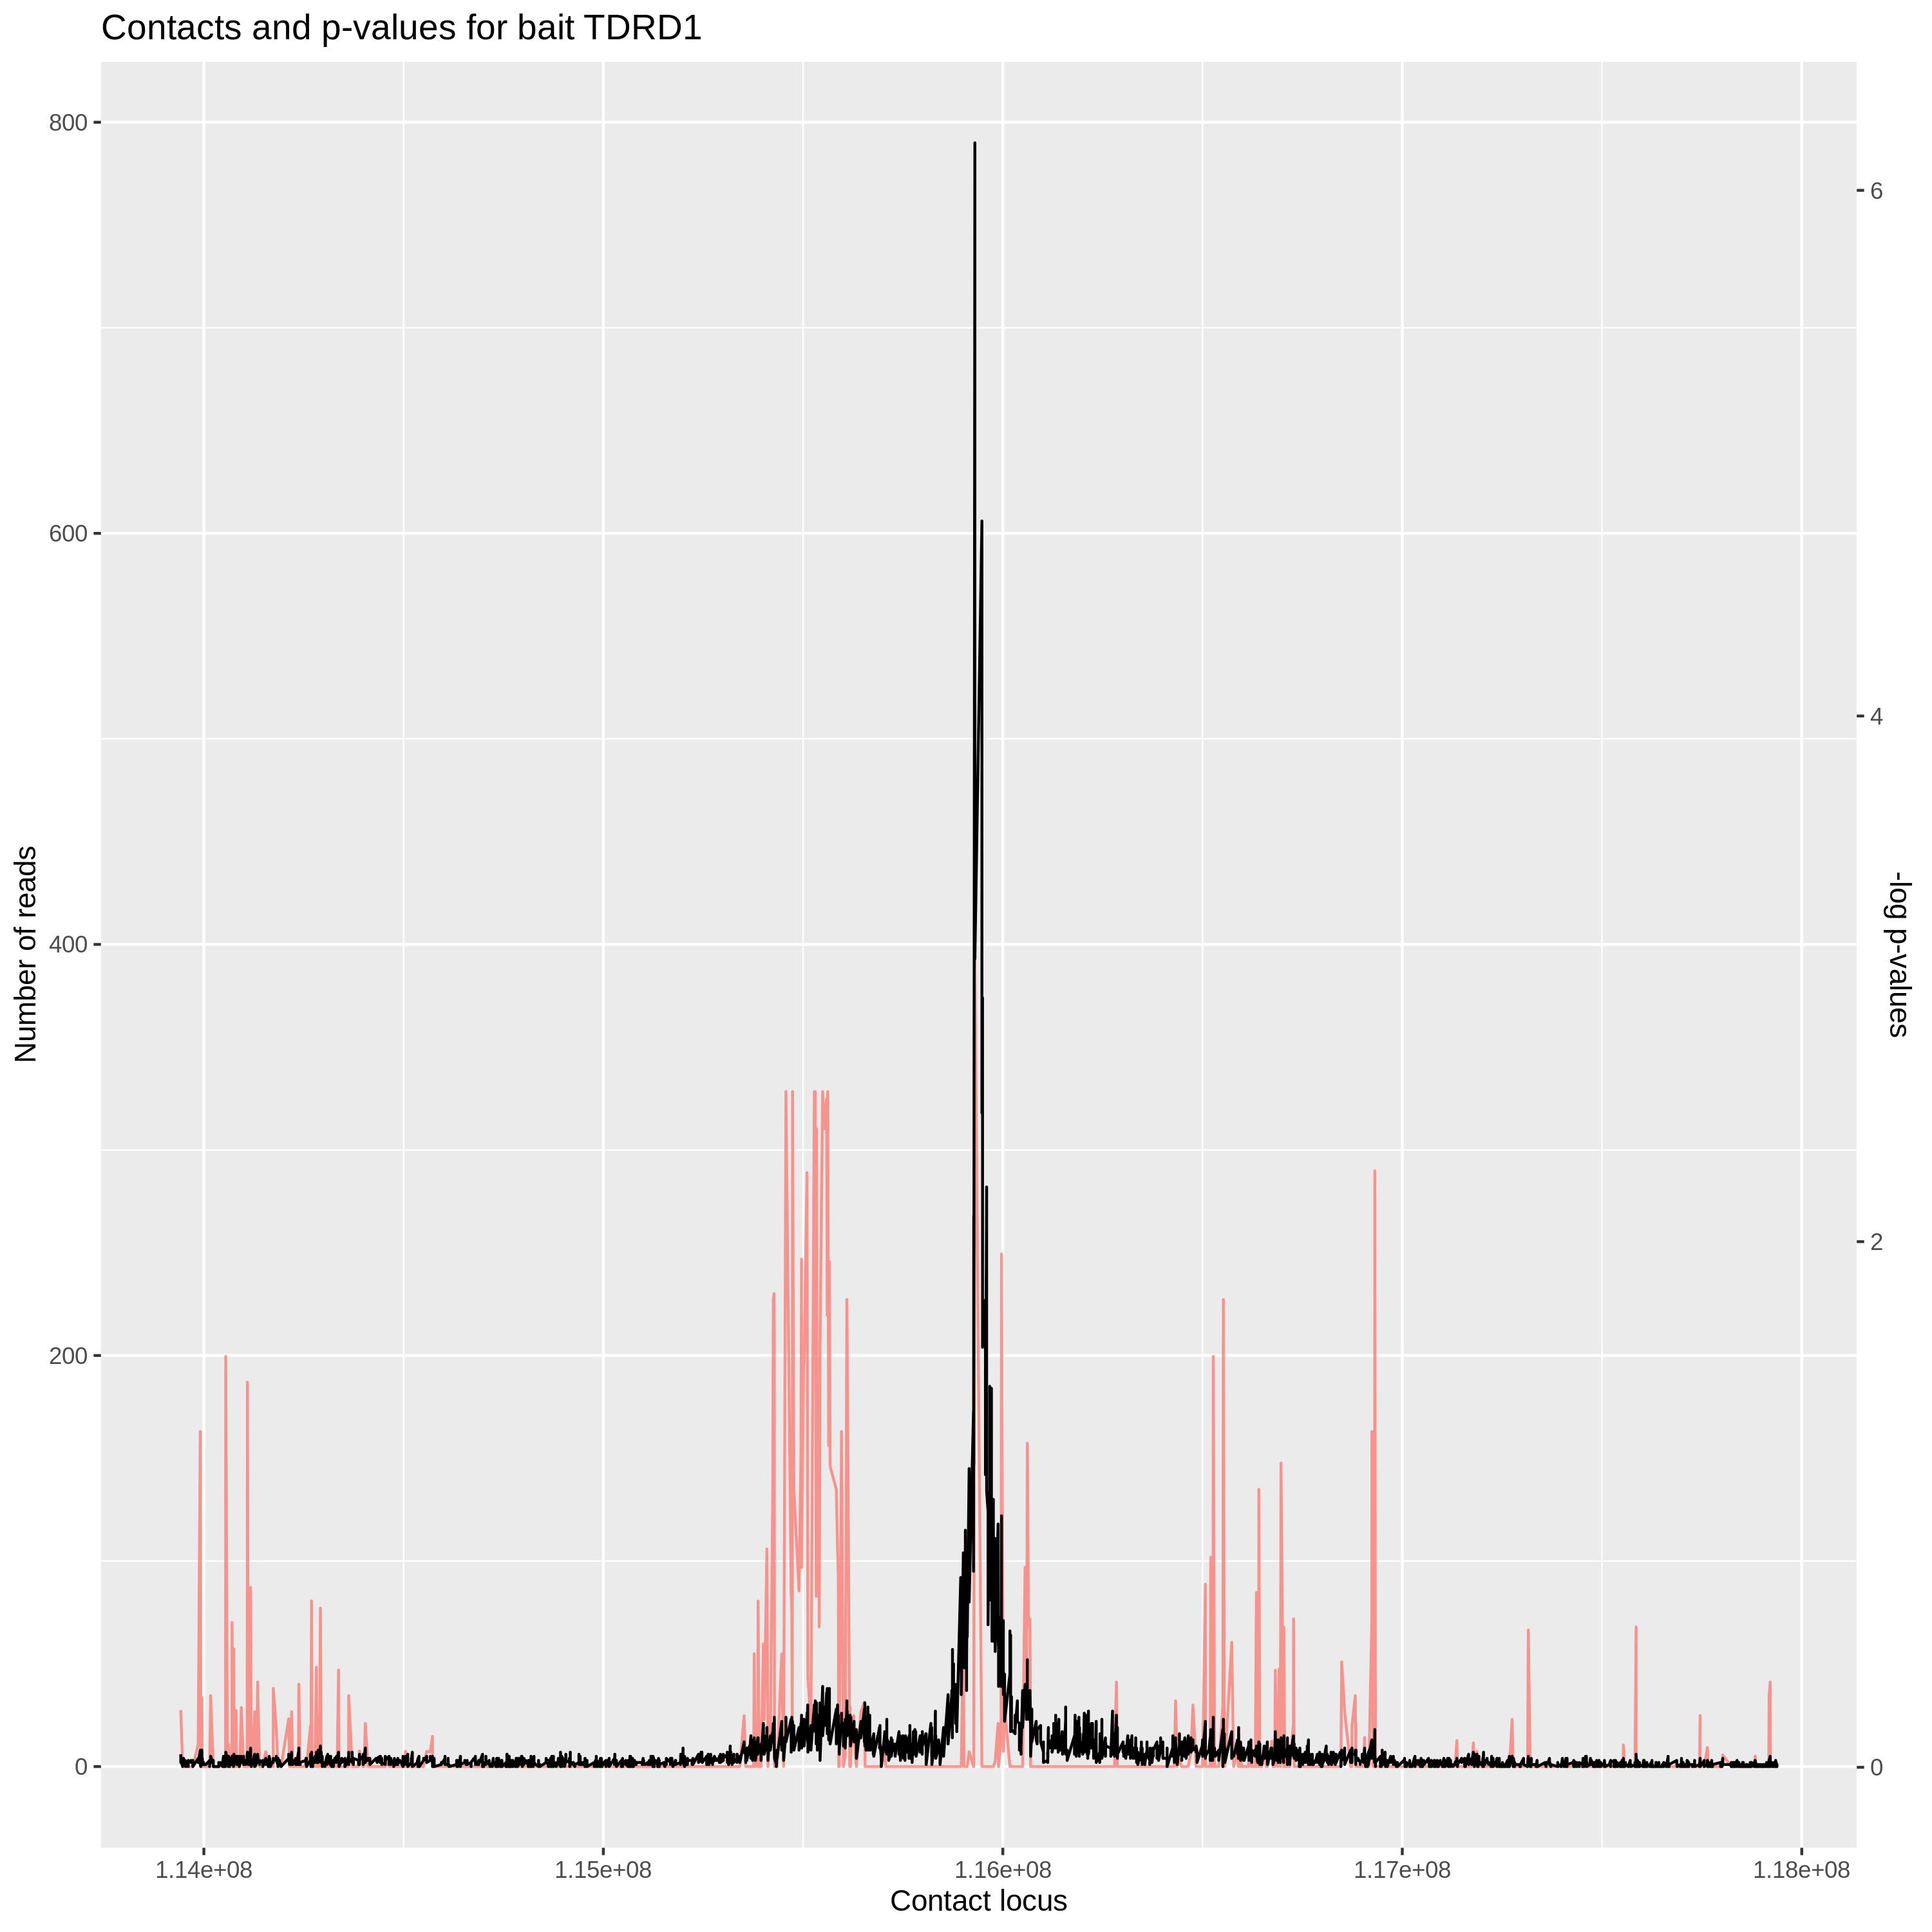 Contacts and p-values for bait TDRD1
800
600
400
200
0
Number of reads
6
4
2
0
-log p-values
1.14e+08
1.15e+08
1.16e+08
1.17e+08
1.18e+08
Contact locus